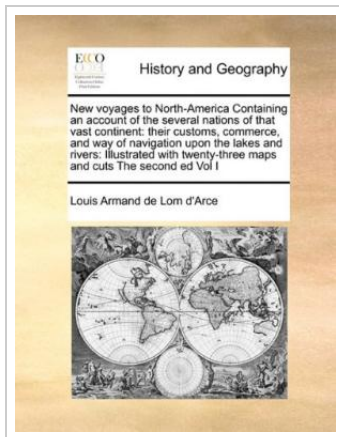 ECCO
History and Geography
New voyages to North-America Containing
an account of the several nations of that
vast continent: their customs, commerce,
and way of navigation upon the lakes and
rivers: Illustrated with twenty-three maps
and cuts The second ed Vol I
Louis Armand de Lom d'Arce